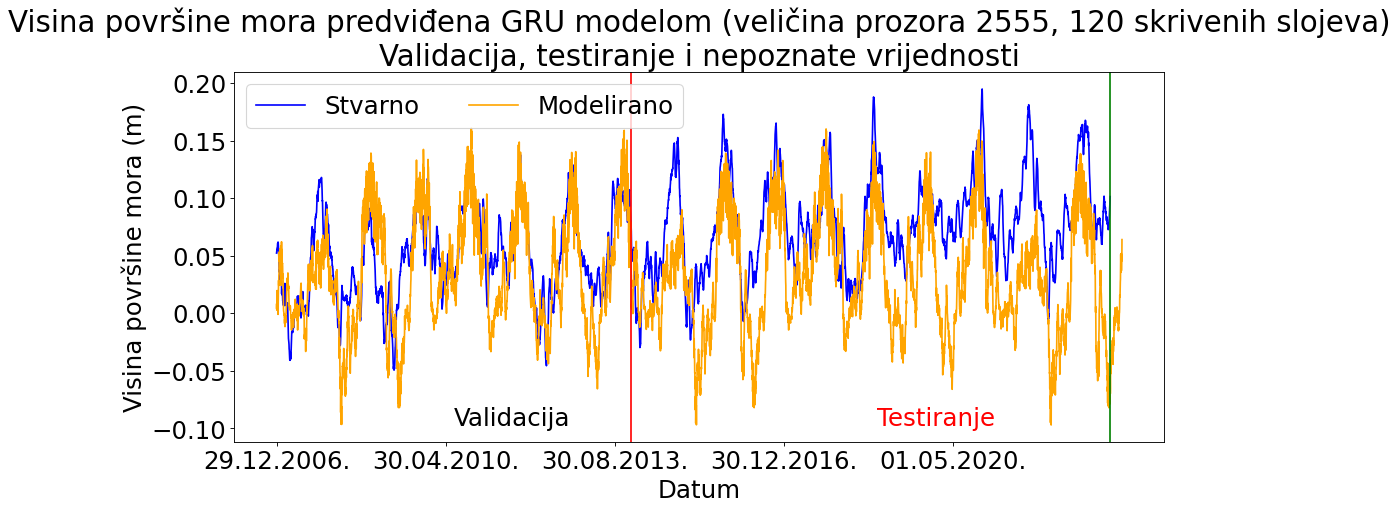 Visina površine mora predviđena GRU modelom (veličina prozora 2555, 120 skrivenih slojeva)
Validacija, testiranje i nepoznate vrijednosti
Stvarno
Modelirano
Visina površine mora (m)
0.20
0.15
0.10
0.05
0.00
−0.05
−0.10
Validacija
Testiranje
29.12.2006.
30.04.2010.
30.08.2013.
30.12.2016.
01.05.2020.
Datum